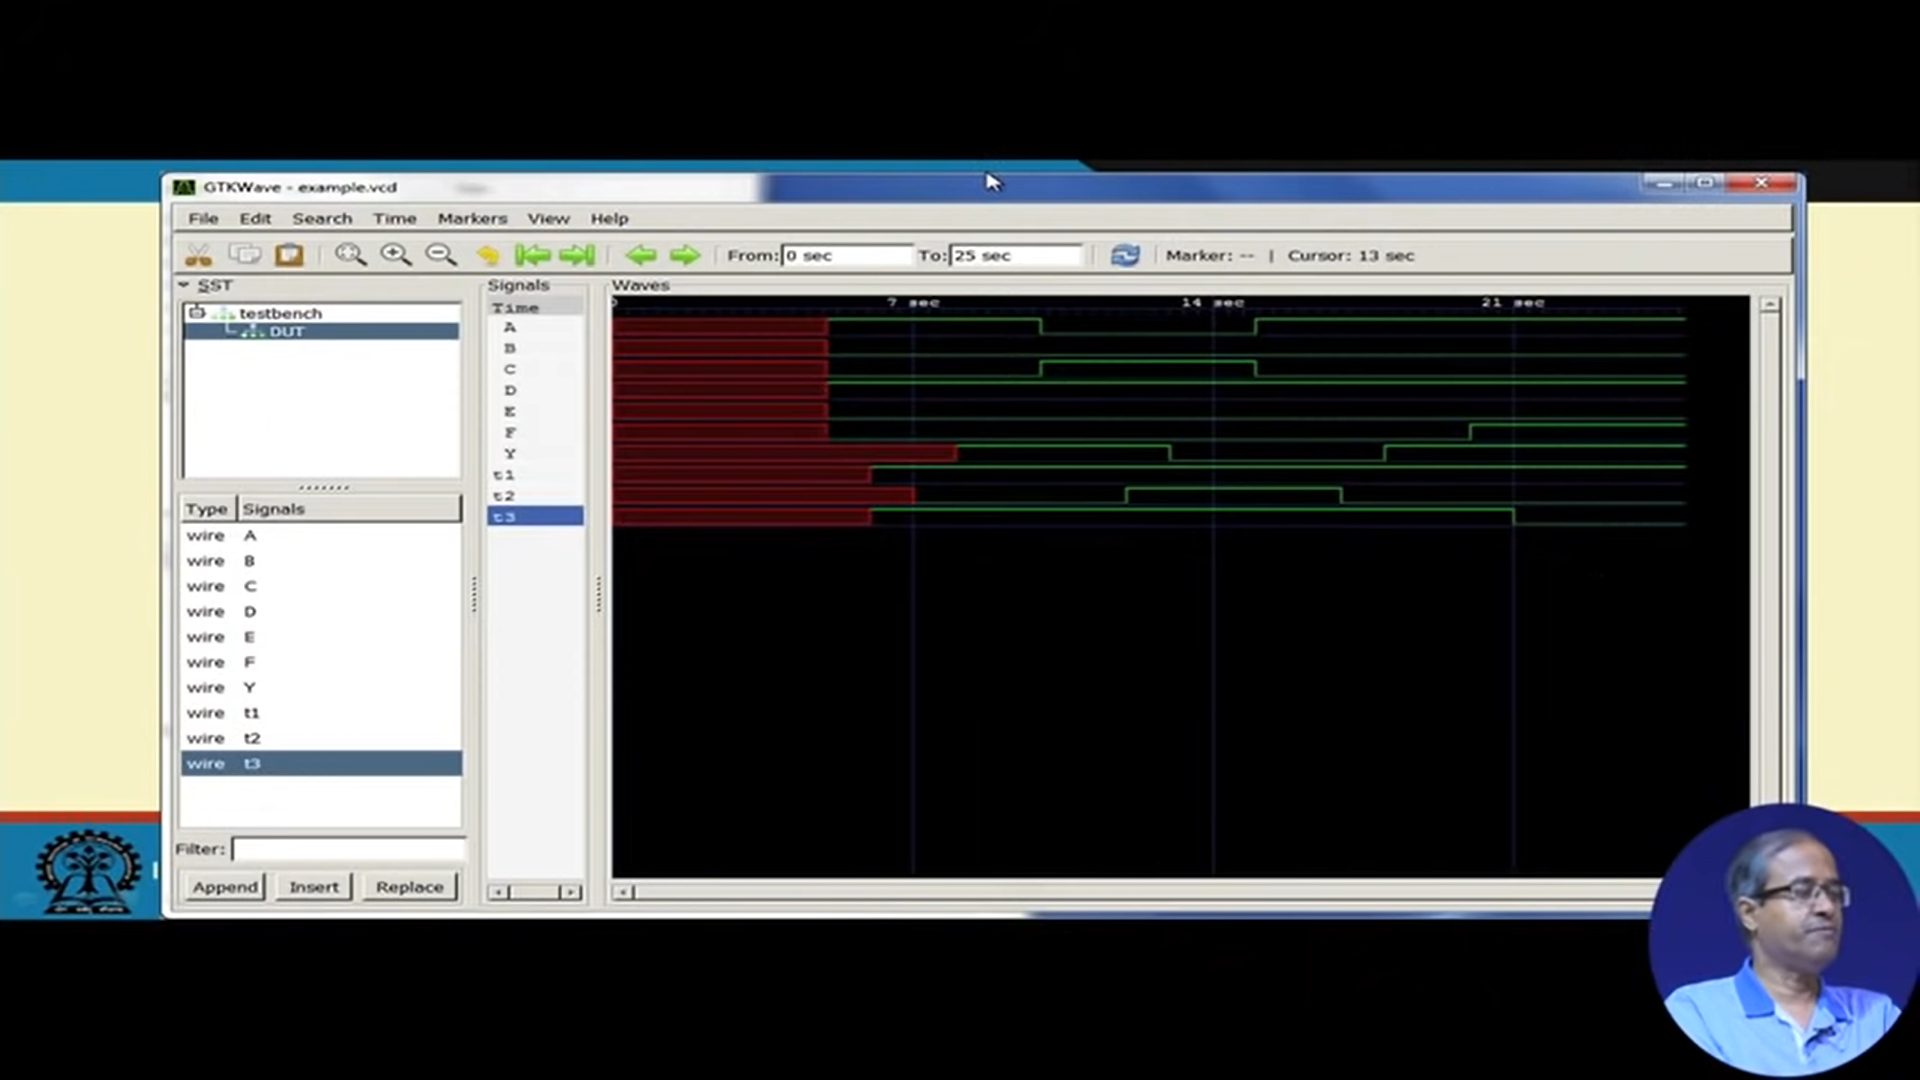 GTKWave - example.vcd
File Edit Search Time Markers View Help
From: 0 sec To: 25 sec Marker: -- | Cursor: 13 sec
SST
testbench
DUT
Type Signals
wire A
wire B
wire C
wire D
wire E
wire F
wire Y
wire t1
wire t2
wire t3
Filter:
Append Insert Replace
Signals
Time
A
B
C
D
E
F
Y
t1
t2
t3
Waves
7 sec 14 sec 21 sec